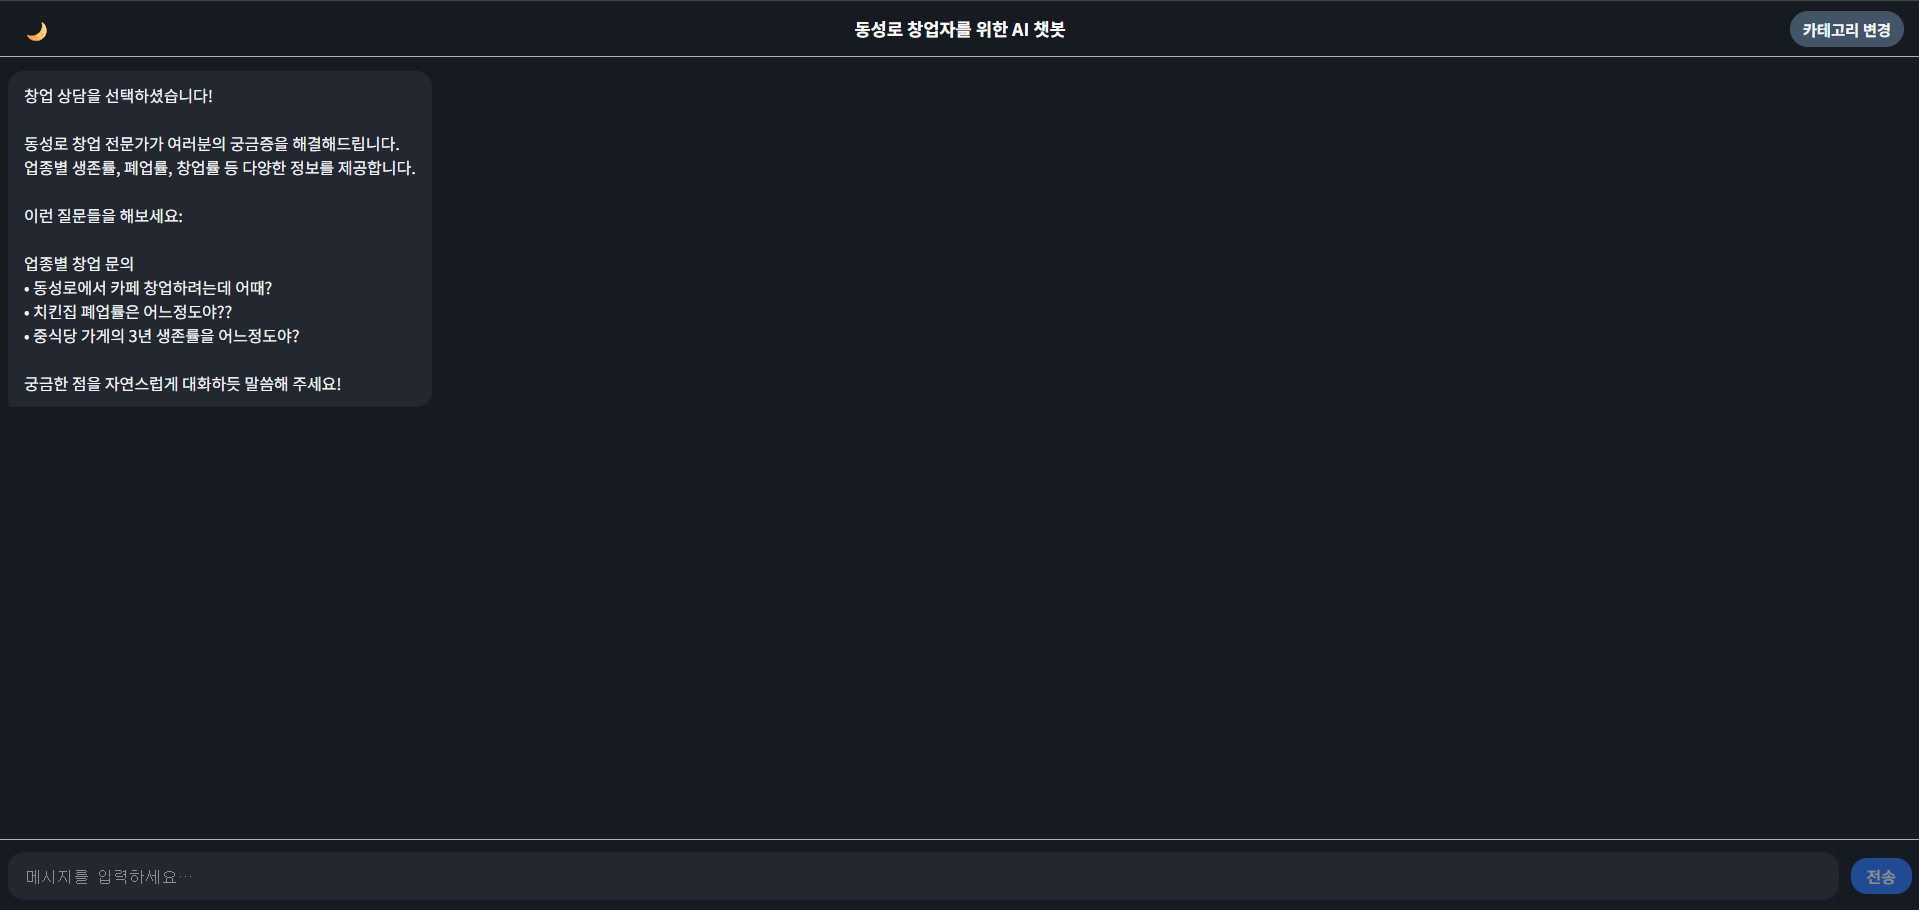 동성로 창업자를 위한 AI 챗봇
카테고리 변경
창업 상담을 선택하셨습니다!
동성로 창업 전문가가 여러분의 궁금증을 해결해드립니다.
업종별 생존률, 폐업률, 창업률 등 다양한 정보를 제공합니다.
이런 질문들을 해보세요:
업종별 창업 문의
• 동성로에서 카페 창업하려는데 어때?
• 치킨집 폐업률은 어느정도야??
• 중식당 가게의 3년 생존률을 어느정도야?
궁금한 점을 자연스럽게 대화하듯 말씀해 주세요!
메시지를 입력하세요…
전송